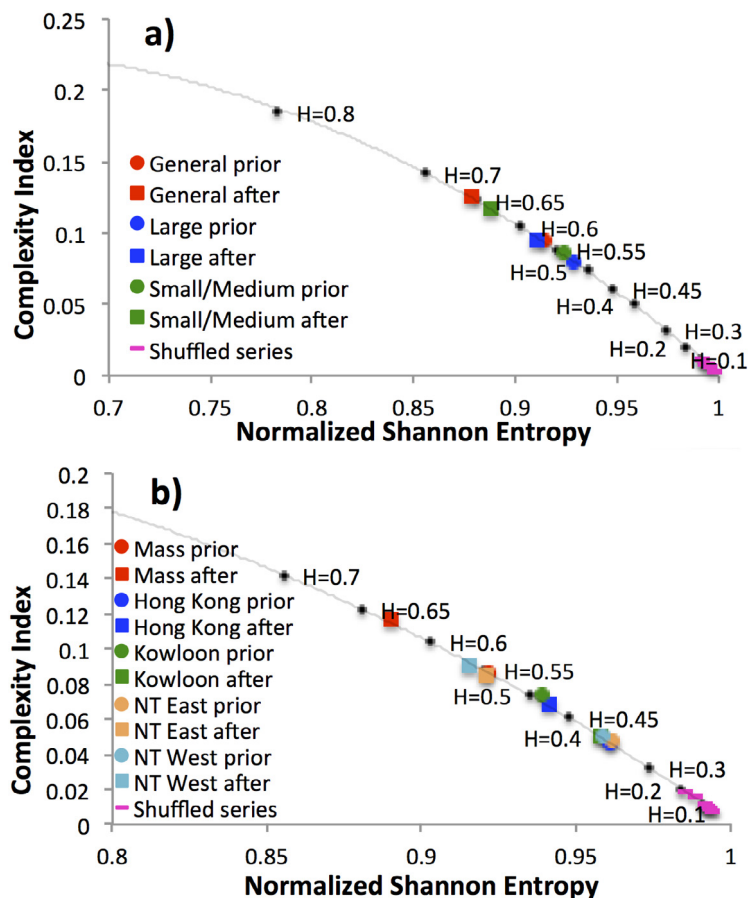 a)
0.25
0.2
0.15
0.1
0.05
0
Complexity Index
H=0.8
H=0.7
H=0.65
H=0.6
H=0.55
H=0.5
H=0.45
H=0.4
H=0.3
H=0.2
H=0.1
General prior
General after
Large prior
Large after
Small/Medium prior
Small/Medium after
Shuffled series
0.7 0.75 0.8 0.85 0.9 0.95 1
Normalized Shannon Entropy
b)
0.2
0.18
0.16
0.14
0.12
0.1
0.08
0.06
0.04
0.02
0
Complexity Index
H=0.7
H=0.65
H=0.6
H=0.55
H=0.5
H=0.45
H=0.4
H=0.3
H=0.2
H=0.1
Mass prior
Mass after
Hong Kong prior
Hong Kong after
Kowloon prior
Kowloon after
NT East prior
NT East after
NT West prior
NT West after
Shuffled series
0.8 0.85 0.9 0.95 1
Normalized Shannon Entropy